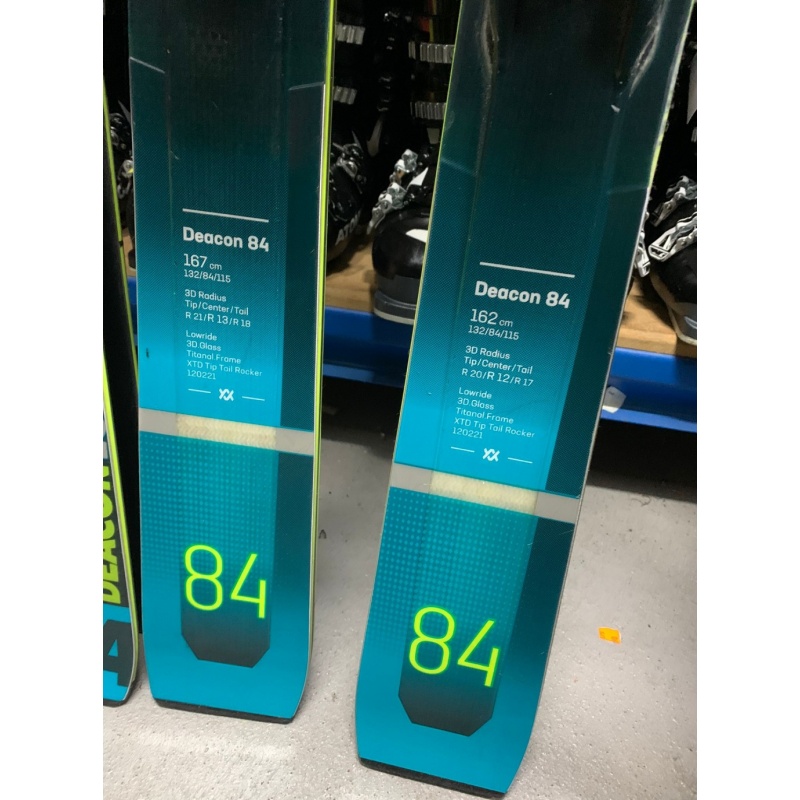 Deacon 84
167 cm
132/84/115
3D Radius
Tip/Center/Tail
R 21/R 13/R 18
Lowride
3D.Glass
Titanal Frame
XTD Tip Tail Rocker
120221
84
Deacon 84
162 cm
132/84/115
3D Radius
Tip/Center/Tail
R 20/R 12/R 17
Lowride
3D.Glass
Titanal Frame
XTD Tip Tail Rocker
120221
84
DEACON